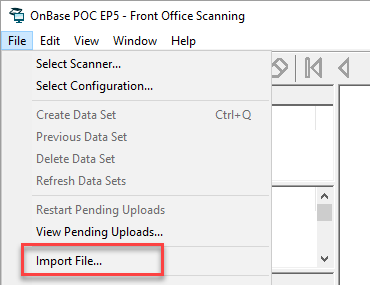 OnBase POC EP5 - Front Office Scanning
File Edit View Window Help
Select Scanner...
Select Configuration...
Create Data Set Ctrl+Q
Previous Data Set
Delete Data Set
Refresh Data Sets
Restart Pending Uploads
View Pending Uploads...
Import File...